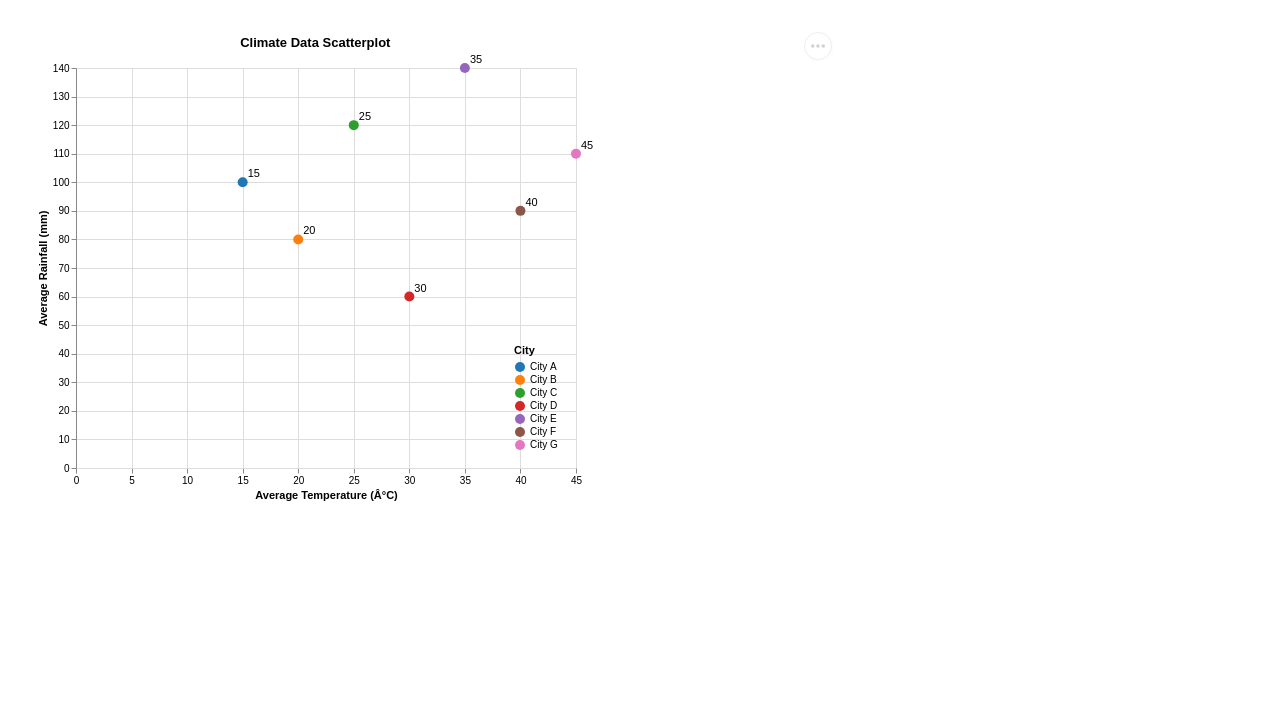 Climate Data Scatterplot
35
140
130
25
120
45
110
15
100
40
90
20
80
70
30
60
50
40
30
20
10
0
Average Rainfall (mm)
City
City A
City B
City C
City D
City E
City F
City G
0 5 10 15 20 25 30 35 40 45
Average Temperature (Â°C)